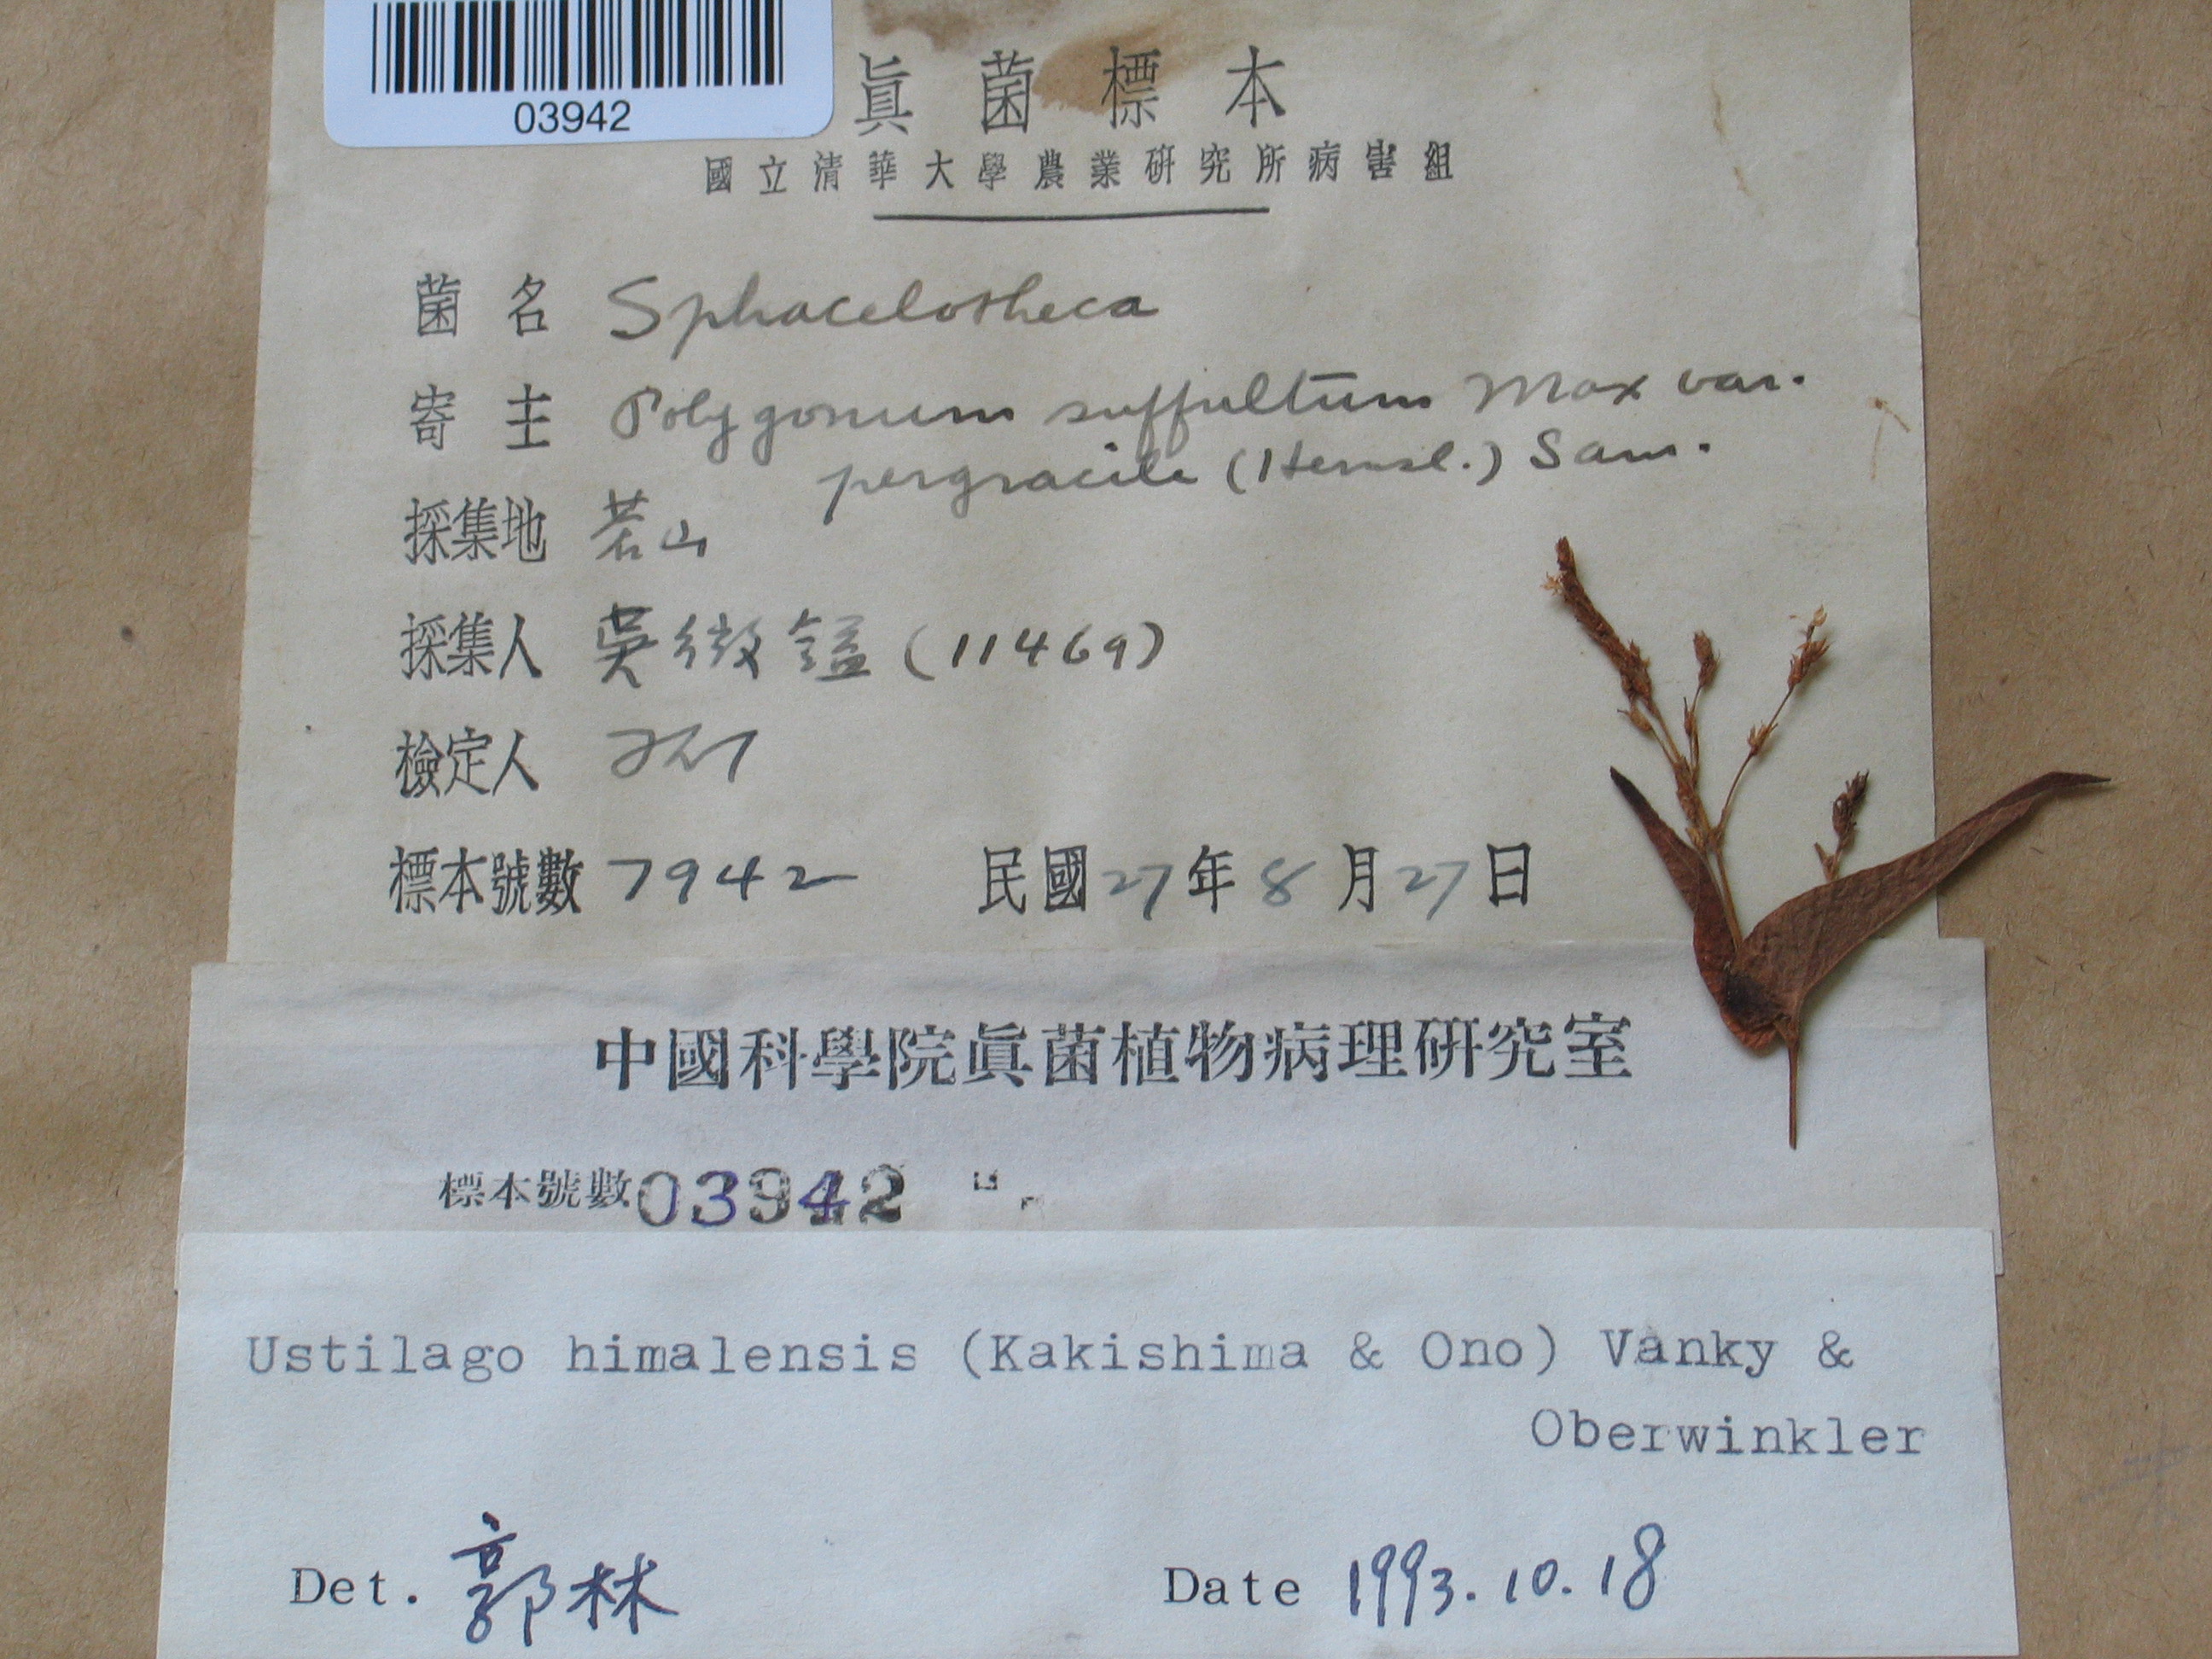 03942
眞菌標本
國立清華大學農業研究所病害組
菌名 Sphacelotheca
寄主 Polygonum suffultum Max var.
pergracile (Hemsl.) Sam.
採集地 若山
採集人 吳徵鎰 (11469)
檢定人
標本號數 7942 民國27年8月27日
中國科學院眞菌植物病理研究室
標本號數 03942
Ustilago himalensis (Kakishima & Ono) Vanky &
Oberwinkler
Det. 郭林 Date 1993.10.18